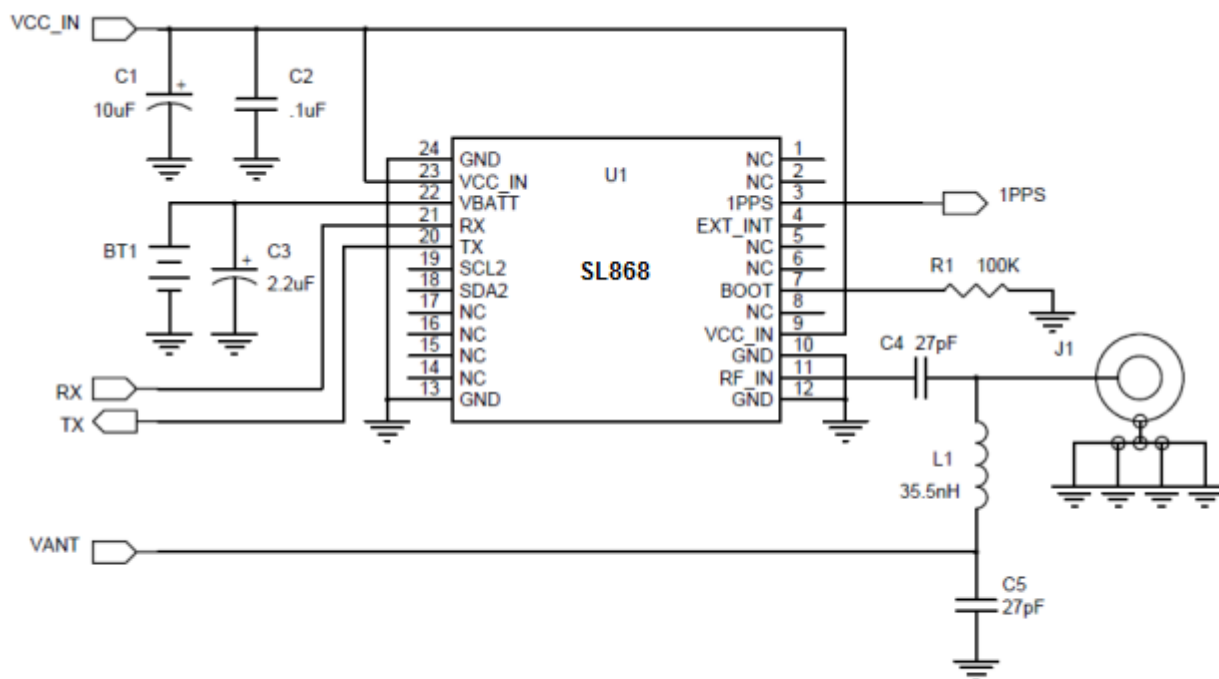 VCC_IN
C1
+
10uF
C2
.1uF
24
GND
23
VCC_IN
22
VBATT
21
RX
20
TX
19
SCL2
18
SDA2
17
NC
16
NC
15
NC
14
NC
13
GND
U1
SL868
NC
1
NC
2
1PPS
3
EXT_INT
4
NC
5
NC
6
BOOT
7
NC
8
VCC_IN
9
GND
10
RF_IN
11
GND
12
1PPS
BT1
+
C3
2.2uF
R1 100K
C4 27pF
J1
RX
TX
L1
35.5nH
VANT
C5
27pF